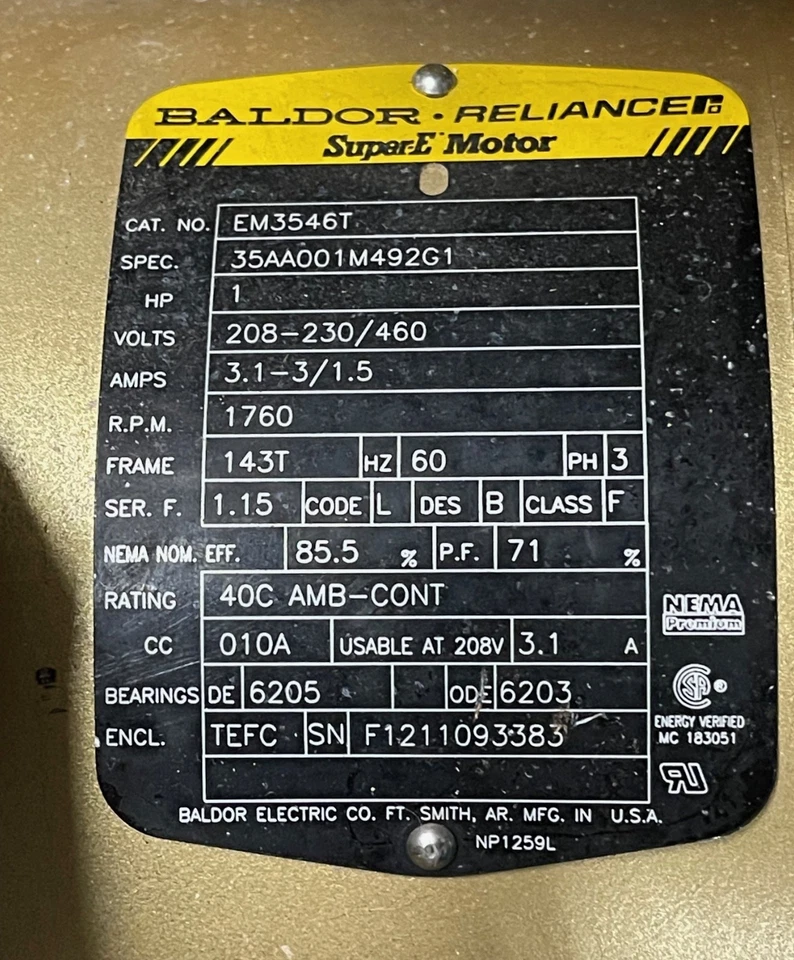 BALDOR · RELIANCE
Super-E Motor
CAT. NO. EM3546T
SPEC. 35AA001M492G1
HP 1
VOLTS 208-230/460
AMPS 3.1-3/1.5
R.P.M. 1760
FRAME 143T HZ 60 PH 3
SER. F. 1.15 CODE L DES B CLASS F
NEMA NOM. EFF. 85.5 % P.F. 71 %
RATING 40C AMB-CONT
NEMA
Premium
CC 010A USABLE AT 208V 3.1 A
BEARINGS DE 6205 ODE 6203
SA ®
ENERGY VERIFIED
MC 183051
ENCL. TEFC SN F1211093383
BALDOR ELECTRIC CO. FT. SMITH, AR. MFG. IN U.S.A.
NP1259L